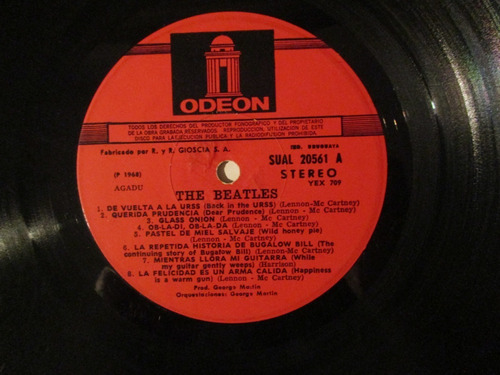 ODEON
TODOS LOS DERECHOS DEL PRODUCTOR FONOGRAFICO Y DEL PROPIETARIO
DE LA OBRA GRABADA RESERVADOS - REPRODUCCION, UTILIZACION DE ESTE
DISCO PARA LA EJECUCION PUBLICA Y LA RADIODIFUSION PROHIBIDA.
IND. URUGUAYA
Fabricado por R. y R. GIOSCIA S. A.
SUAL 20561 A
(P 1968)
STEREO
AGADU
YEX 709
THE BEATLES
1. DE VUELTA A LA URSS (Back in the URSS) (Lennon-Mc Cartney)
2. QUERIDA PRUDENCIA (Dear Prudence) (Lennon - Mc Cartney)
3. GLASS ONION (Lennon - Mc Cartney)
4. OB-LA-DI, OB-LA-DA (Lennon - Mc Cartney)
5. PASTEL DE MIEL SALVAJE (Wild honey pie)
(Lennon - Mc Cartney)
6. LA REPETIDA HISTORIA DE BUGALOW BILL (The
continuing story of Bugalow Bill) (Lennon - Mc Cartney)
7. MIENTRAS LLORA MI GUITARRA (While
my guiter gently weeps) (Harrison)
8. LA FELICIDAD ES UN ARMA CALIDA (Happiness
is a warm gun) (Lennon - Mc Cartney)
Prod. George Martin
Orquestaciones: George Martin